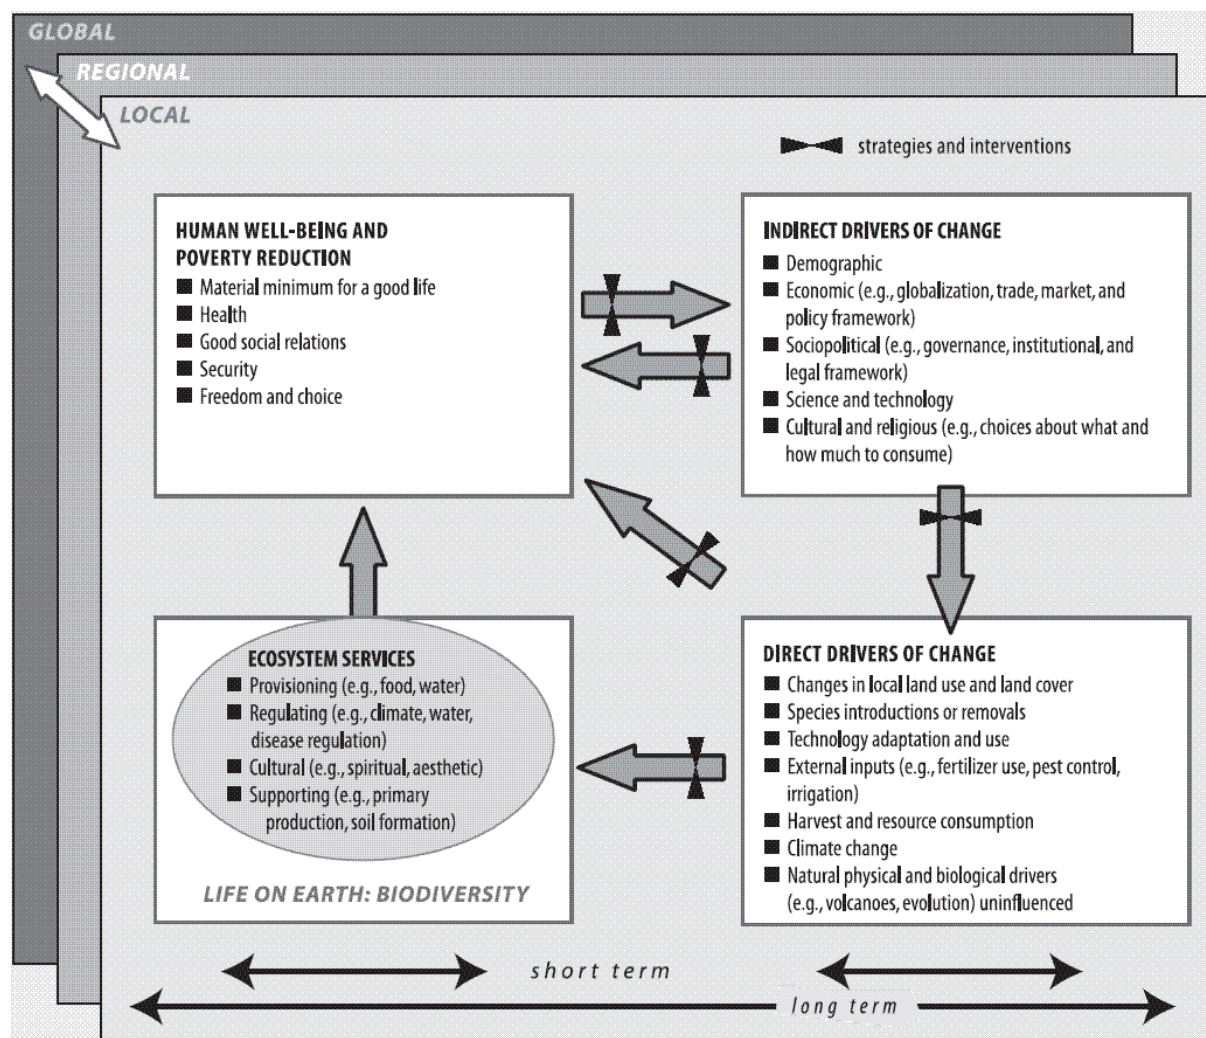 GLOBAL
REGIONAL
LOCAL
strategies and interventions
HUMAN WELL-BEING AND
POVERTY REDUCTION
Material minimum for a good life
Health
Good social relations
Security
Freedom and choice
INDIRECT DRIVERS OF CHANGE
Demographic
Economic (e.g., globalization, trade, market, and
policy framework)
Sociopolitical (e.g., governance, institutional, and
legal framework)
Science and technology
Cultural and religious (e.g., choices about what and
how much to consume)
ECOSYSTEM SERVICES
Provisioning (e.g., food, water)
Regulating (e.g., climate, water,
disease regulation)
Cultural (e.g., spiritual, aesthetic)
Supporting (e.g., primary
production, soil formation)
LIFE ON EARTH: BIODIVERSITY
DIRECT DRIVERS OF CHANGE
Changes in local land use and land cover
Species introductions or removals
Technology adaptation and use
External inputs (e.g., fertilizer use, pest control,
irrigation)
Harvest and resource consumption
Climate change
Natural physical and biological drivers
(e.g., volcanoes, evolution) uninfluenced
short term
long term